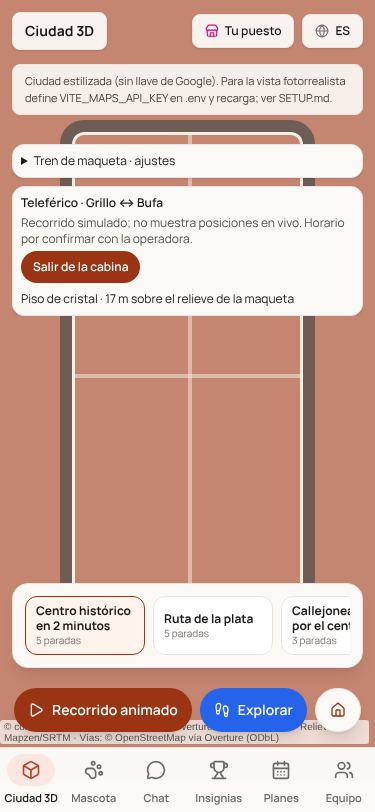 Ciudad 3D
Tu puesto
ES
Ciudad estilizada (sin llave de Google). Para la vista fotorrealista
define VITE_MAPS_API_KEY en .env y recarga; ver SETUP.md.
Tren de maqueta · ajustes
Teleférico · Grillo ↔ Bufa
Recorrido simulado; no muestra posiciones en vivo. Horario
por confirmar con la operadora.
Salir de la cabina
Piso de cristal · 17 m sobre el relieve de la maqueta
Centro histórico
en 2 minutos
5 paradas
Ruta de la plata
5 paradas
Callejonea
por el cent
3 paradas
Recorrido animado
Explorar
Mapzen/SRTM · Vías: © OpenStreetMap vía Overture (ODbL)
Ciudad 3D
Mascota
Chat
Insignias
Planes
Equipo